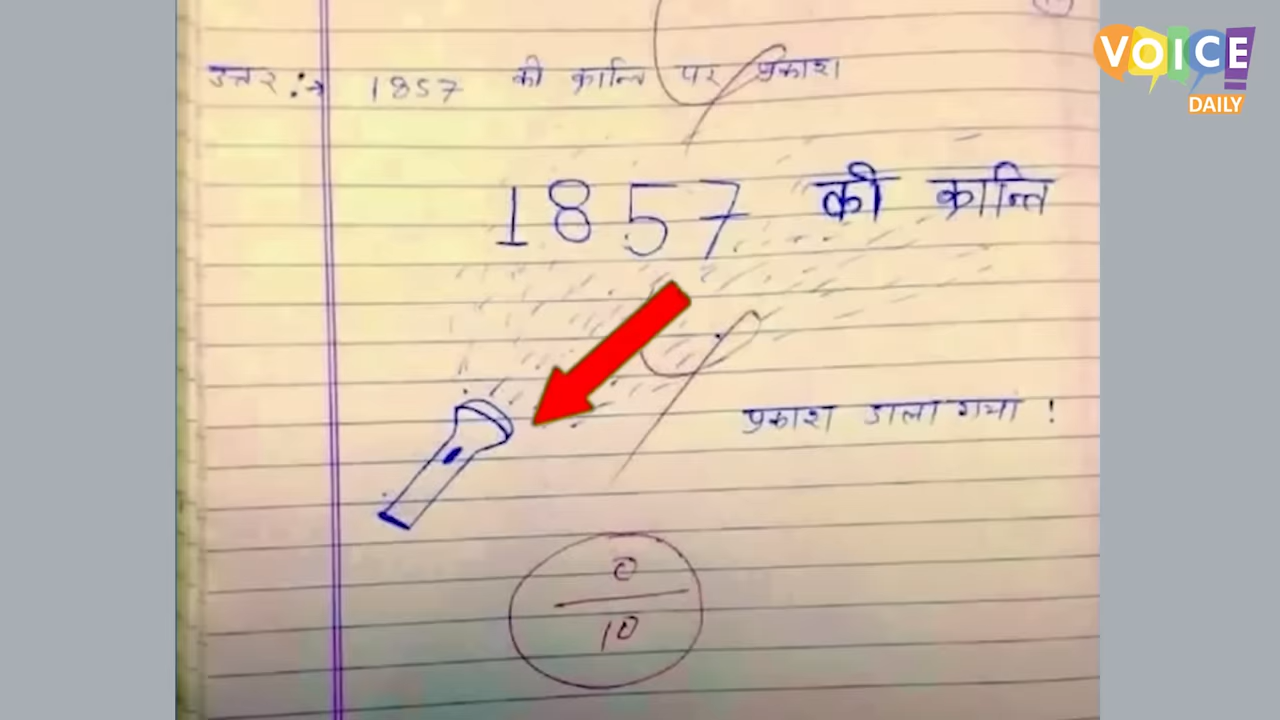 VOICE!
DAILY
उत्तर :→ 1857 की क्रान्ति पर प्रकाश।
1857 की क्रान्ति
प्रकाश डाला गया !
0
10